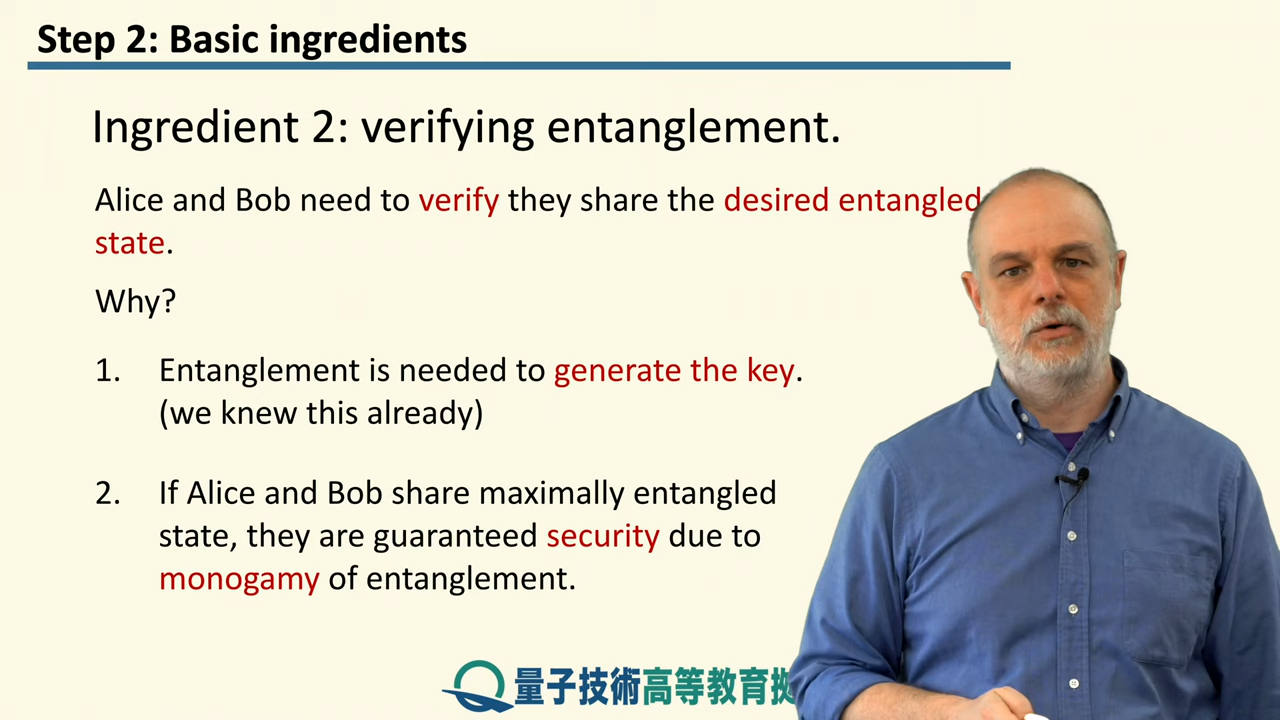 Step 2: Basic ingredients
Ingredient 2: verifying entanglement.
Alice and Bob need to verify they share the desired entangled
state.
Why?
1. Entanglement is needed to generate the key.
(we knew this already)
2. If Alice and Bob share maximally entangled
state, they are guaranteed security due to
monogamy of entanglement.
量子技術高等教育拠